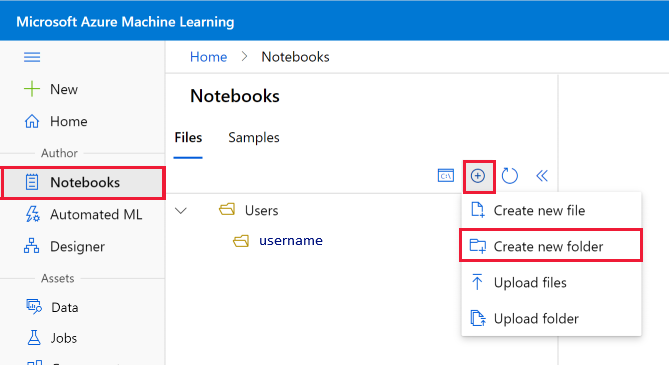 Microsoft Azure Machine Learning
Home > Notebooks
New
Home
Author
Notebooks
Automated ML
Designer
Assets
Data
Jobs
Notebooks
Files Samples
Users
username
Create new file
Create new folder
Upload files
Upload folder